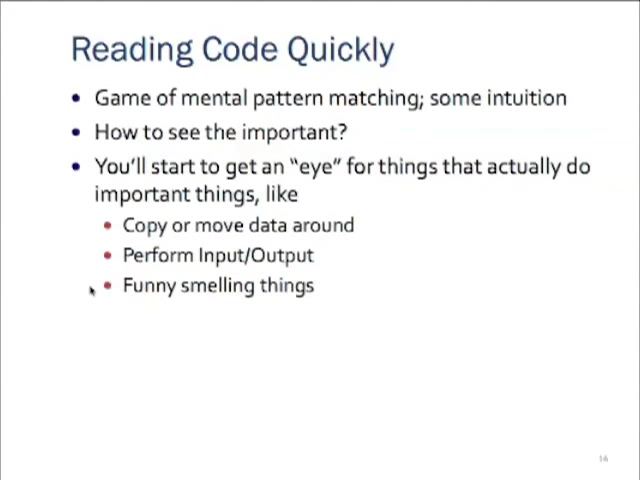 Reading Code Quickly
• Game of mental pattern matching; some intuition
• How to see the important?
• You'll start to get an "eye" for things that actually do
important things, like
• Copy or move data around
• Perform Input/Output
• Funny smelling things
16